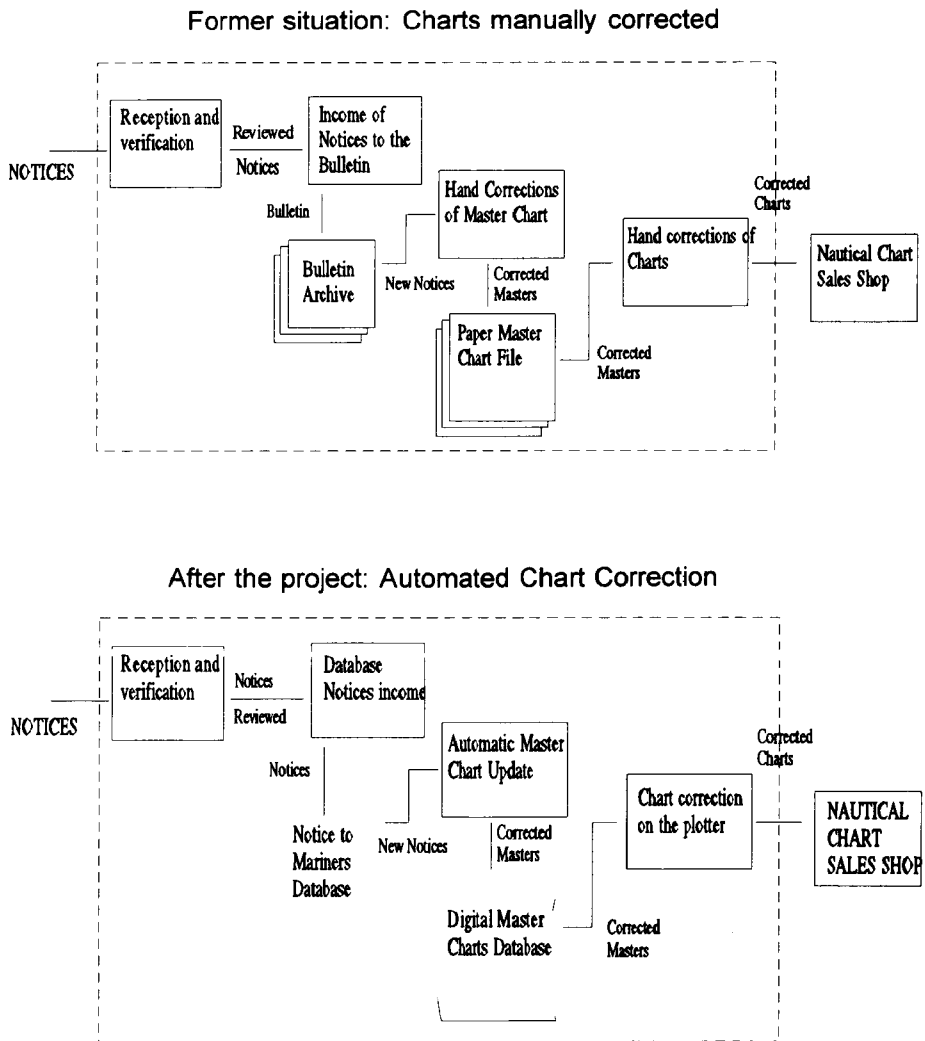 Former situation: Charts manually corrected
NOTICES
Reception and
verification
Reviewed
Notices
Income of
Notices to the
Bulletin
Bulletin
Bulletin
Archive
New Notices
Hand Corrections
of Master Chart
Corrected
Masters
Paper Master
Chart File
Corrected
Masters
Hand corrections of
Charts
Corrected
Charts
Nautical Chart
Sales Shop
After the project: Automated Chart Correction
NOTICES
Reception and
verification
Notices
Reviewed
Database
Notices income
Notices
Notice to
Mariners
Database
New Notices
Automatic Master
Chart Update
Corrected
Masters
Digital Master
Charts Database
Corrected
Masters
Chart correction
on the plotter
Corrected
Charts
NAUTICAL
CHART
SALES SHOP